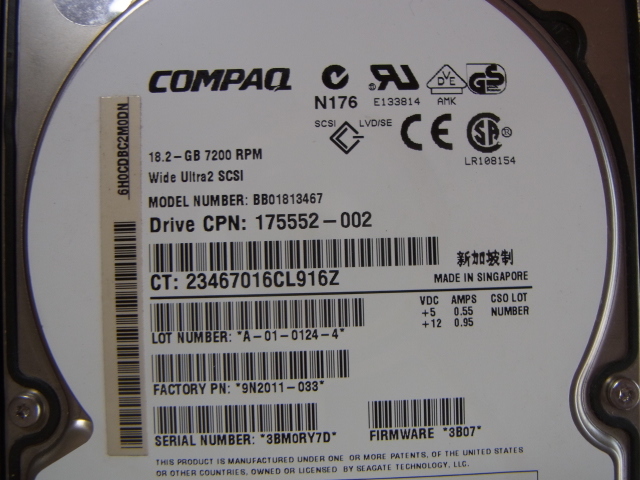 COMPAQ
N176
E133814
AMK
VDE
GS
SCSI LVD/SE
CE
LR108154
18.2-GB 7200 RPM
Wide Ultra2 SCSI
MODEL NUMBER: BB01813467
Drive CPN: 175552-002
6H0CDBC2M0DN
新加坡制
CT: 23467016CL916Z
MADE IN SINGAPORE
VDC AMPS CSO LOT
+5 0.55 NUMBER
+12 0.95
LOT NUMBER: "A-01-0124-4"
FACTORY PN: "9N2011-033"
SERIAL NUMBER: "3BM0RY7D" FIRMWARE "3B07"
THIS PRODUCT IS MANUFACTURED UNDER ONE OR MORE PATENTS, OF THE UNITED STATES
OR OTHER COUNTRIES, OWNED OR LICENSED BY SEAGATE TECHNOLOGY, LLC.